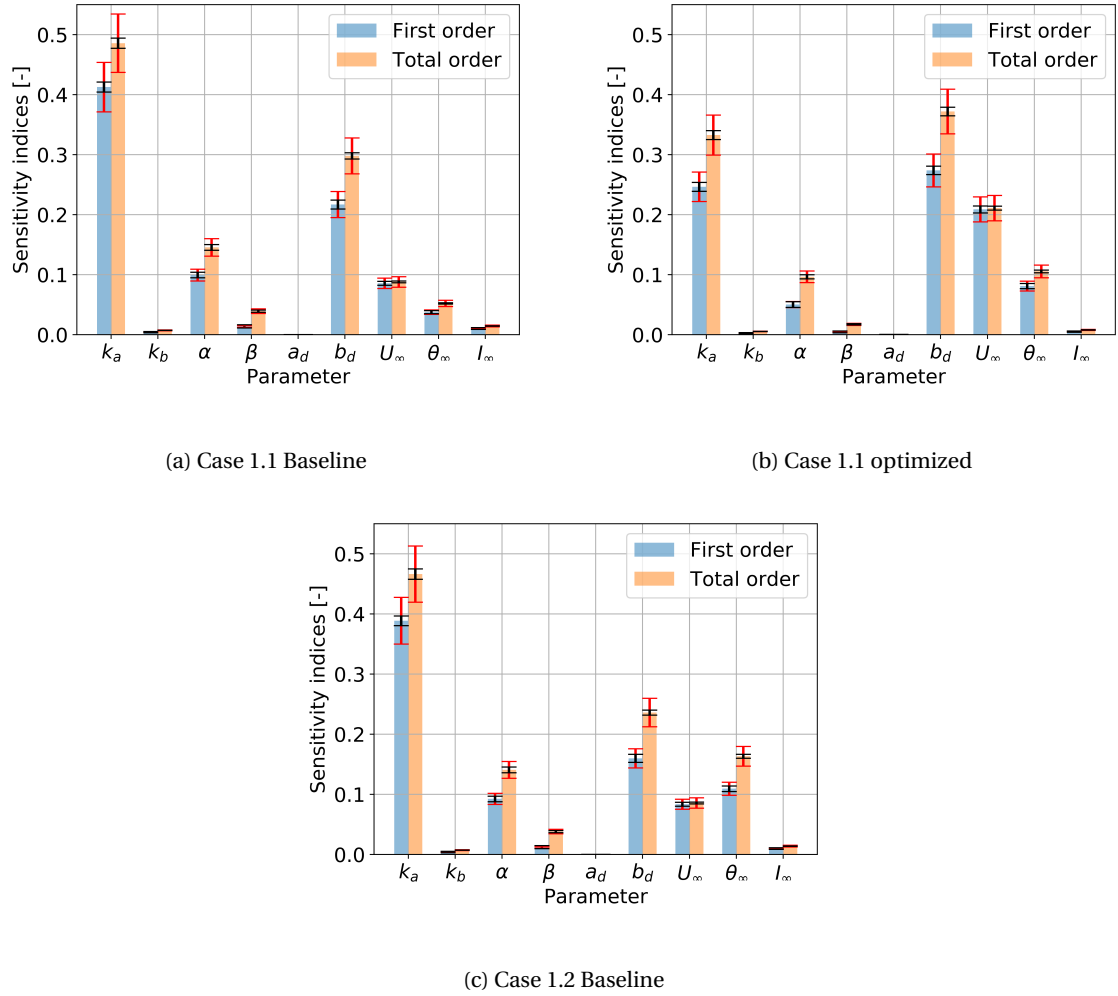 0.5
0.4
0.3
0.2
0.1
0.0
Sensitivity indices [-]
First order
Total order
k_a k_b α β a_d b_d U_∞ θ_∞ I_∞
Parameter
(a) Case 1.1 Baseline
0.5
0.4
0.3
0.2
0.1
0.0
Sensitivity indices [-]
First order
Total order
k_a k_b α β a_d b_d U_∞ θ_∞ I_∞
Parameter
(b) Case 1.1 optimized
0.5
0.4
0.3
0.2
0.1
0.0
Sensitivity indices [-]
First order
Total order
k_a k_b α β a_d b_d U_∞ θ_∞ I_∞
Parameter
(c) Case 1.2 Baseline